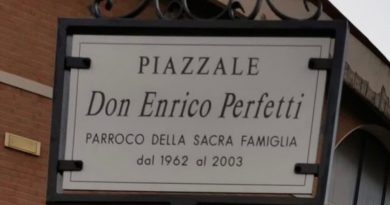 PIAZZALE
Don Enrico Perfetti
PARROCO DELLA SACRA FAMIGLIA
dal 1962 al 2003